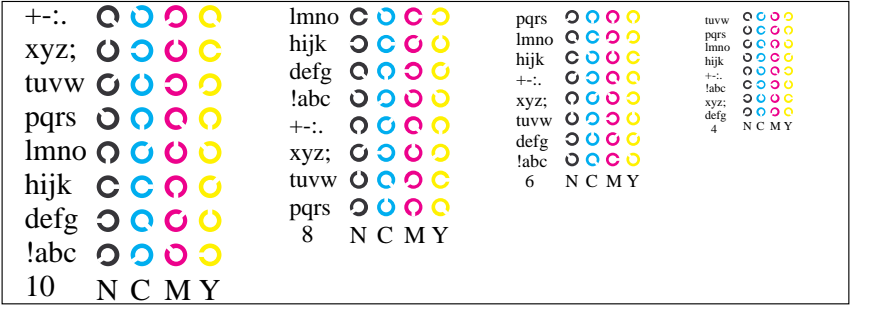 +-:.
xyz;
tuvw
pqrs
lmno
hijk
defg
!abc
10 N C M Y
lmno
hijk
defg
!abc
+-:.
xyz;
tuvw
pqrs
8 N C M Y
pqrs
lmno
hijk
+-:.
xyz;
tuvw
defg
!abc
6 N C M Y
tuvw
pqrs
lmno
hijk
+-:.
!abc
xyz;
defg
4 N C M Y